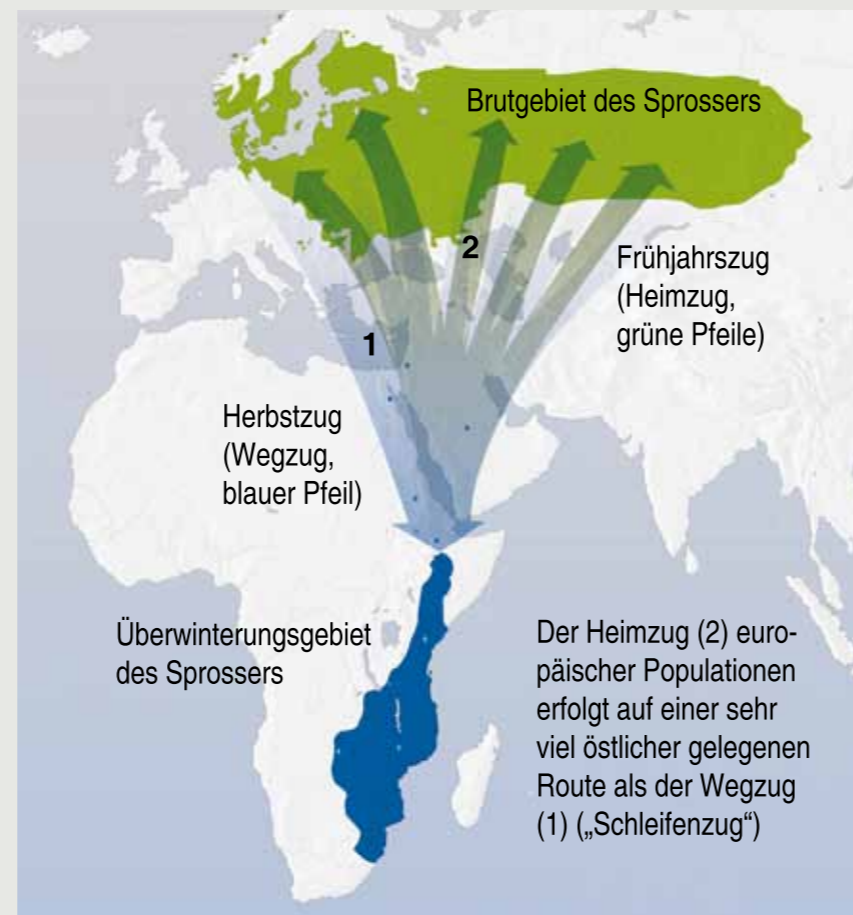 Brutgebiet des Sprossers
2
Frühjahrszug
(Heimzug,
grüne Pfeile)
1
Herbstzug
(Wegzug,
blauer Pfeil)
Überwinterungsgebiet
des Sprossers
Der Heimzug (2) euro-
päischer Populationen
erfolgt auf einer sehr
viel östlicher gelegenen
Route als der Wegzug
(1) („Schleifenzug“)